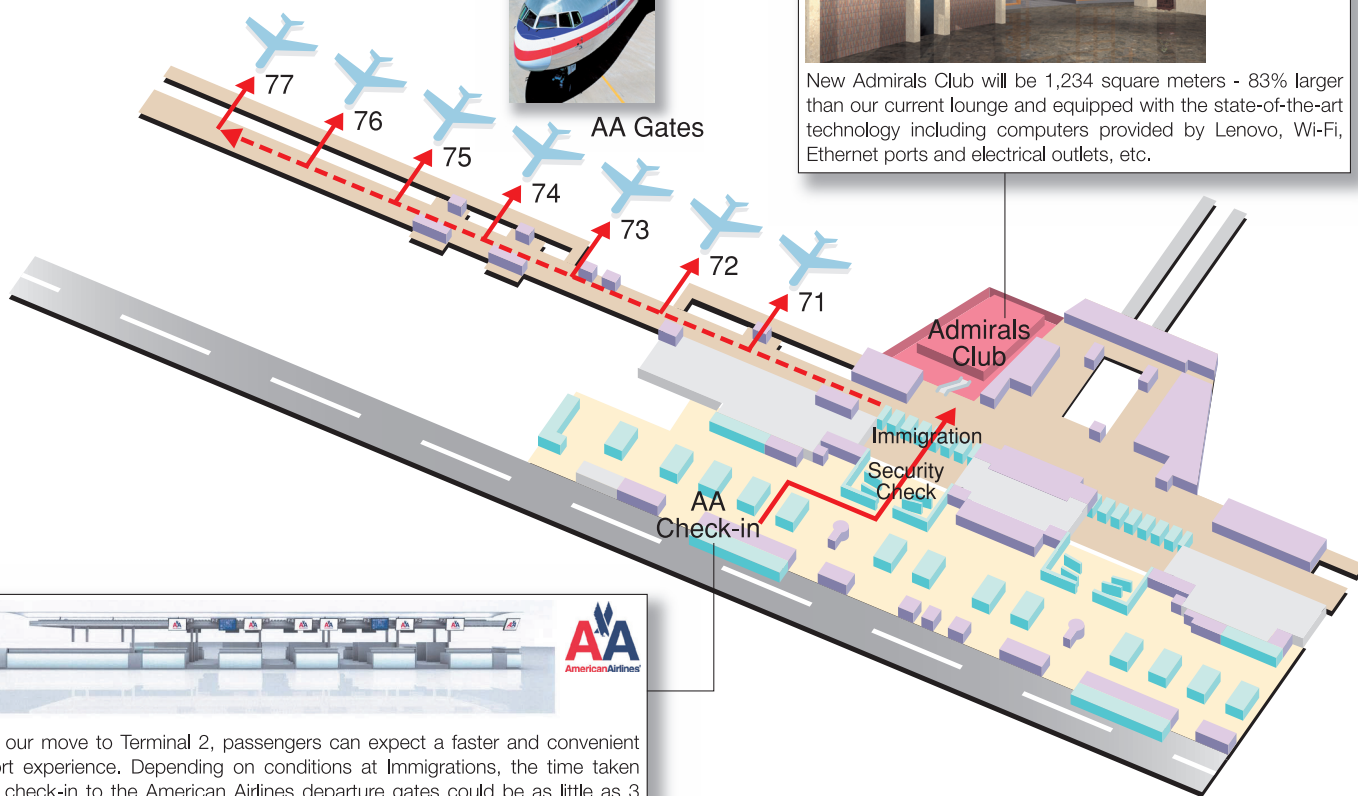 New Admirals Club will be 1,234 square meters - 83% larger
than our current lounge and equipped with the state-of-the-art
technology including computers provided by Lenovo, Wi-Fi,
Ethernet ports and electrical outlets, etc.
AA Gates
77
76
75
74
73
72
71
Admirals
Club
Immigration
Security
Check
AA
Check-in
AA
AmericanAirlines
our move to Terminal 2, passengers can expect a faster and convenient
experience. Depending on conditions at Immigrations, the time taken
check-in to the American Airlines departure gates could be as little as 3